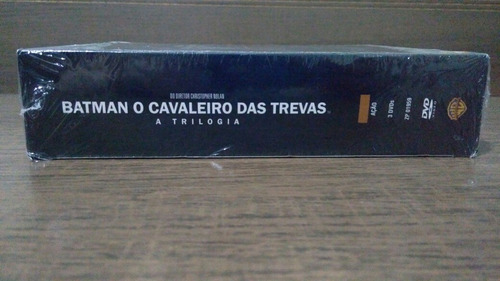 DO DIRETOR CHRISTOPHER NOLAN
BATMAN O CAVALEIRO DAS TREVAS
A TRILOGIA
AÇÃO
3 DVDs
DVD